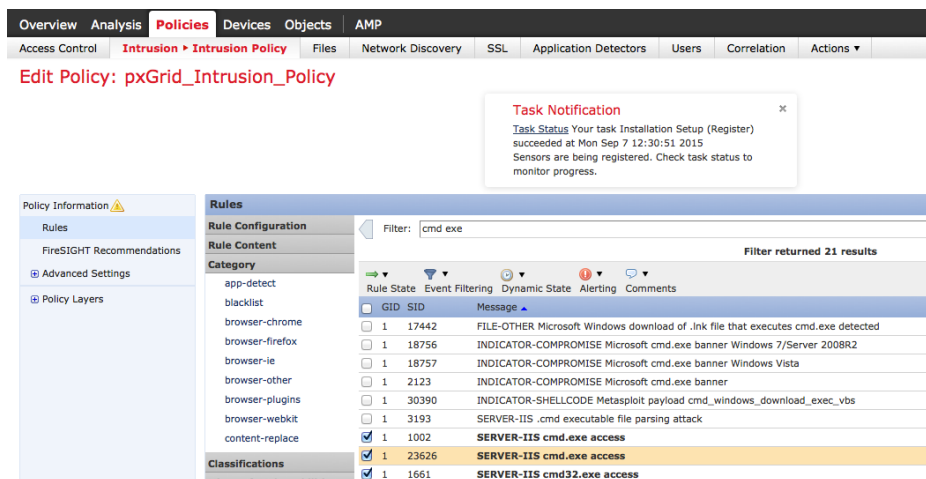 Overview Analysis Policies Devices Objects AMP
Access Control Intrusion ▸ Intrusion Policy Files Network Discovery SSL Application Detectors Users Correlation Actions ▼
Edit Policy: pxGrid_Intrusion_Policy
Task Notification ×
Task Status Your task Installation Setup (Register)
succeeded at Mon Sep 7 12:30:51 2015
Sensors are being registered. Check task status to
monitor progress.
Policy Information
Rules
FireSIGHT Recommendations
Advanced Settings
Policy Layers
Rules
Rule Configuration
Rule Content
Category
app-detect
blacklist
browser-chrome
browser-firefox
browser-ie
browser-other
browser-plugins
browser-webkit
content-replace
Classifications
Filter: cmd exe
Filter returned 21 results
Rule State Event Filtering Dynamic State Alerting Comments
GID SID Message
1 17442 FILE-OTHER Microsoft Windows download of .lnk file that executes cmd.exe detected
1 18756 INDICATOR-COMPROMISE Microsoft cmd.exe banner Windows 7/Server 2008R2
1 18757 INDICATOR-COMPROMISE Microsoft cmd.exe banner Windows Vista
1 2123 INDICATOR-COMPROMISE Microsoft cmd.exe banner
1 30390 INDICATOR-SHELLCODE Metasploit payload cmd_windows_download_exec_vbs
1 3193 SERVER-IIS .cmd executable file parsing attack
1 1002 SERVER-IIS cmd.exe access
1 23626 SERVER-IIS cmd.exe access
1 1661 SERVER-IIS cmd32.exe access